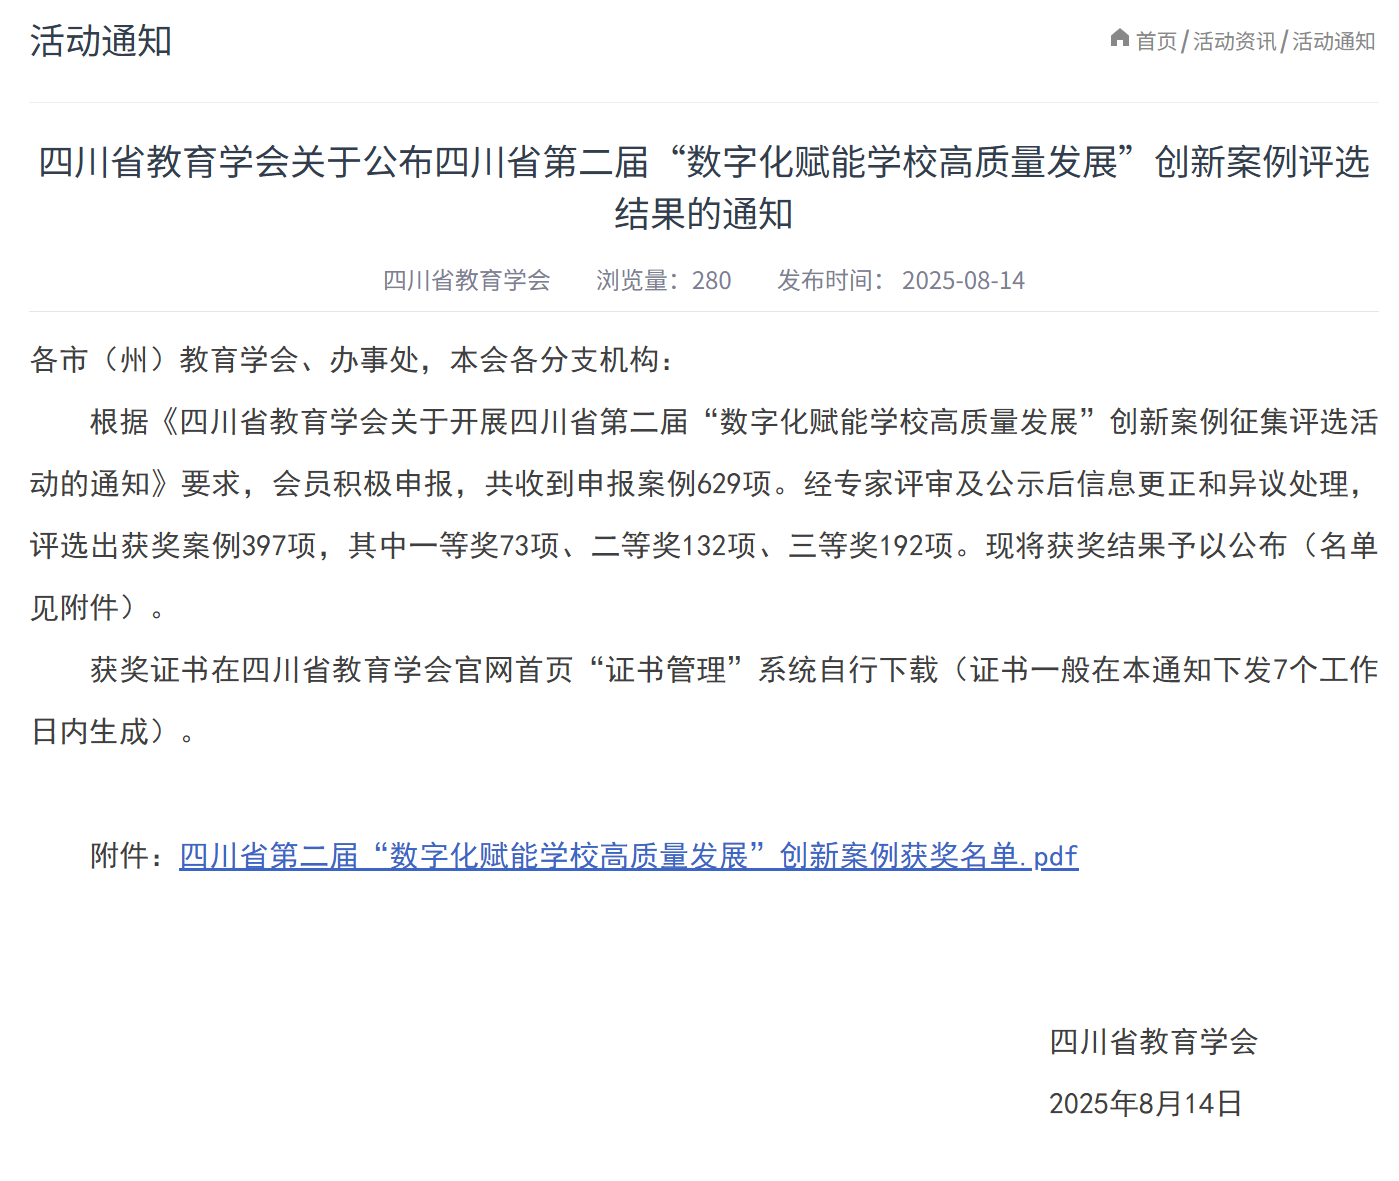 活动通知
首页/活动资讯/活动通知
四川省教育学会关于公布四川省第二届“数字化赋能学校高质量发展”创新案例评选
结果的通知
四川省教育学会 浏览量：280 发布时间： 2025-08-14
各市（州）教育学会、办事处，本会各分支机构：
根据《四川省教育学会关于开展四川省第二届“数字化赋能学校高质量发展”创新案例征集评选活
动的通知》要求，会员积极申报，共收到申报案例629项。经专家评审及公示后信息更正和异议处理，
评选出获奖案例397项，其中一等奖73项、二等奖132项、三等奖192项。现将获奖结果予以公布（名单
见附件）。
获奖证书在四川省教育学会官网首页“证书管理”系统自行下载（证书一般在本通知下发7个工作
日内生成）。
附件：四川省第二届“数字化赋能学校高质量发展”创新案例获奖名单.pdf
四川省教育学会
2025年8月14日